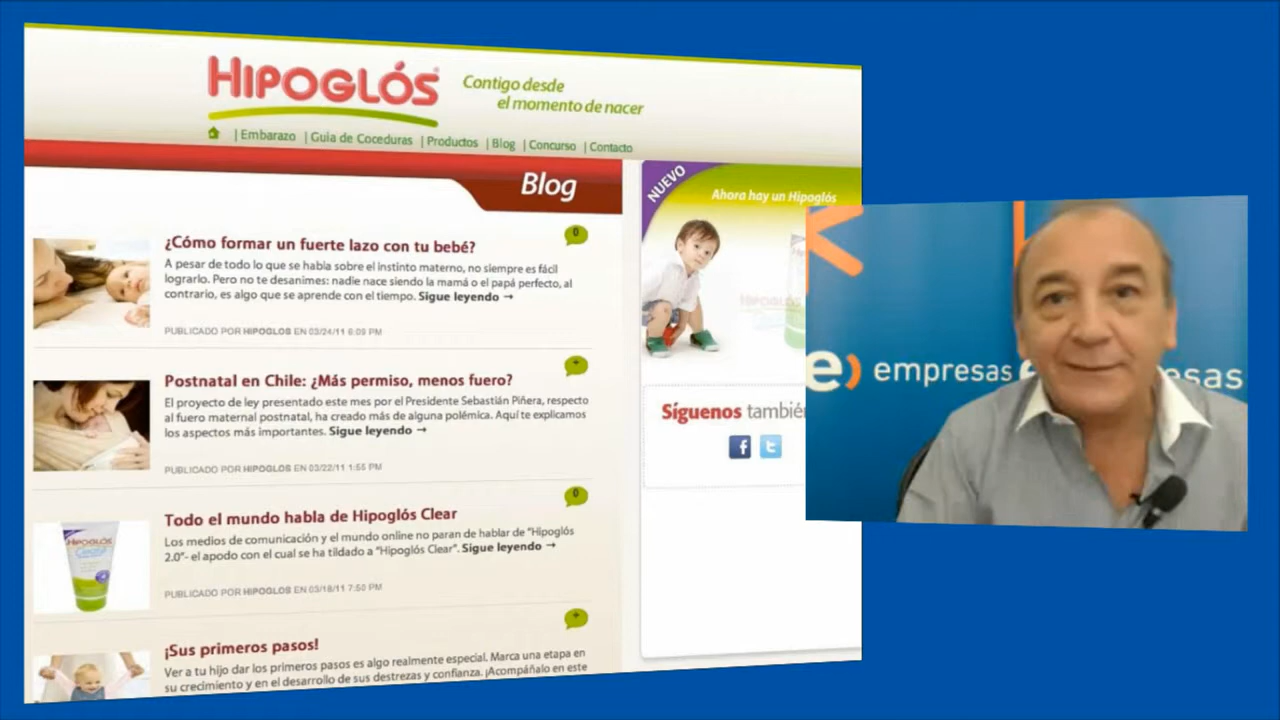 HIPOGLÓS
Contigo desde
el momento de nacer
| Embarazo | Guia de Coceduras | Productos | Blog | Concurso | Contacto
Blog
¿Cómo formar un fuerte lazo con tu bebé?
0
A pesar de todo lo que se habla sobre el instinto materno, no siempre es fácil
lograrlo. Pero no te desanimes: nadie nace siendo la mamá o el papá perfecto, al
contrario, es algo que se aprende con el tiempo. Sigue leyendo →
PUBLICADO POR HIPOGLOS EN 03/24/11 6:09 PM
Postnatal en Chile: ¿Más permiso, menos fuero?
+
El proyecto de ley presentado este mes por el Presidente Sebastián Piñera, respecto
al fuero maternal postnatal, ha creado más de alguna polémica. Aquí te explicamos
los aspectos más importantes. Sigue leyendo →
PUBLICADO POR HIPOGLOS EN 03/22/11 1:55 PM
Todo el mundo habla de Hipoglós Clear
0
Los medios de comunicación y el mundo online no paran de hablar de "Hipoglós
2.0"- el apodo con el cual se ha tildado a "Hipoglós Clear". Sigue leyendo →
PUBLICADO POR HIPOGLOS EN 03/18/11 7:50 PM
¡Sus primeros pasos!
+
Ver a tu hijo dar los primeros pasos es algo realmente especial. Marca una etapa en
su crecimiento y en el desarrollo de sus destrezas y confianza. ¡Acompáñalo en este
NUEVO
Ahora hay un Hipoglós
HIPOGLÓS
Síguenos tambié
f t
e) empresas e
esas
HIPOGLÓS